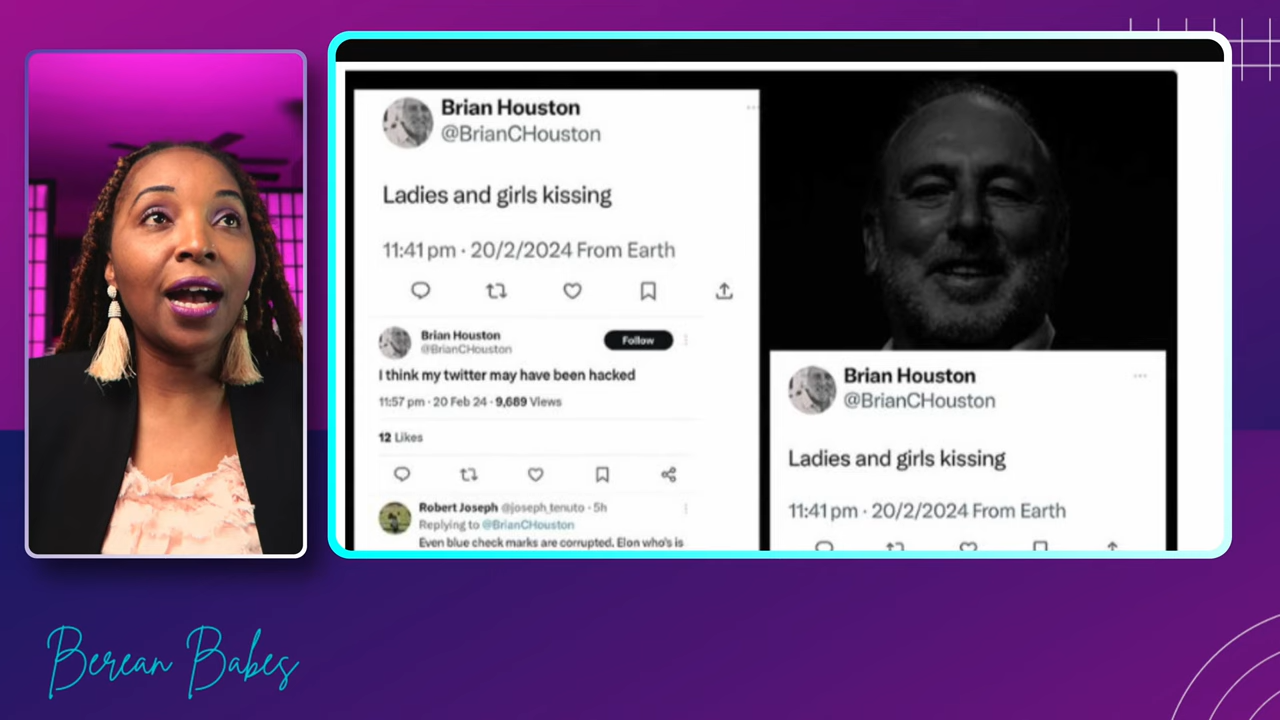 Brian Houston
@BrianCHouston
Ladies and girls kissing
11:41 pm · 20/2/2024 From Earth
Brian Houston
@BrianCHouston
Follow
I think my twitter may have been hacked
11:57 pm · 20 Feb 24 · 9,689 Views
12 Likes
Robert Joseph @joseph_tenuto · 5h
Replying to @BrianCHouston
Even blue check marks are corrupted. Elon who's is
Brian Houston
@BrianCHouston
Ladies and girls kissing
11:41 pm · 20/2/2024 From Earth
Berean Babes